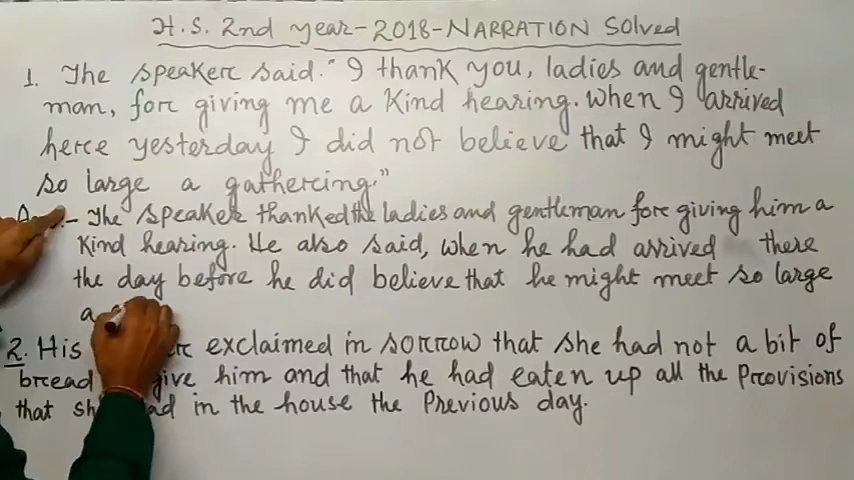 H.S. 2nd year-2018-NARRATION Solved
1. The speaker said "I thank you, ladies and gentle-
man, for giving me a kind hearing. When I arrived
here yesterday I did not believe that I might meet
so large a gathering."
The speaker thanked the ladies and gentleman for giving him a
kind hearing. He also said, when he had arrived there
the day before he did believe that he might meet so large
a
2. His exclaimed in sorrow that she had not a bit of
bread give him and that he had eaten up all the Provisions
that in the house the Previous day.